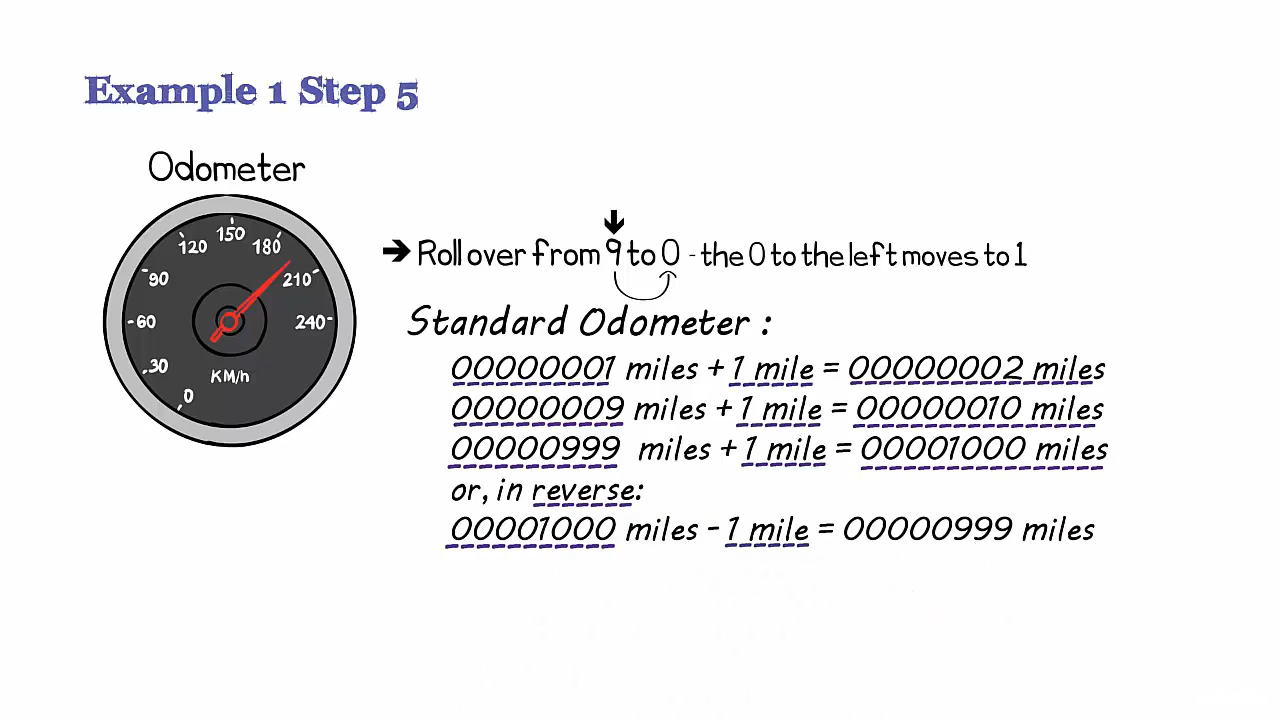 Example 1 Step 5
Odometer
150
120 180
90 210
60 240
30
KM/h
0
➔ Roll over from 9 to 0 - the 0 to the left moves to 1
Standard Odometer :
00000001 miles + 1 mile = 00000002 miles
00000009 miles + 1 mile = 00000010 miles
00000999 miles + 1 mile = 00001000 miles
or, in reverse:
00001000 miles - 1 mile = 00000999 miles